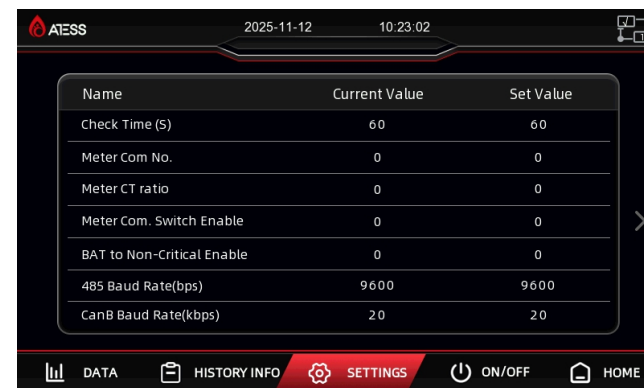 ATESS 2025-11-12 10:23:02
Name Current Value Set Value
Check Time (S) 60 60
Meter Com No. 0 0
Meter CT ratio 0 0
Meter Com. Switch Enable 0 0
BAT to Non-Critical Enable 0 0
485 Baud Rate(bps) 9600 9600
CanB Baud Rate(kbps) 20 20
DATA HISTORY INFO SETTINGS ON/OFF HOME